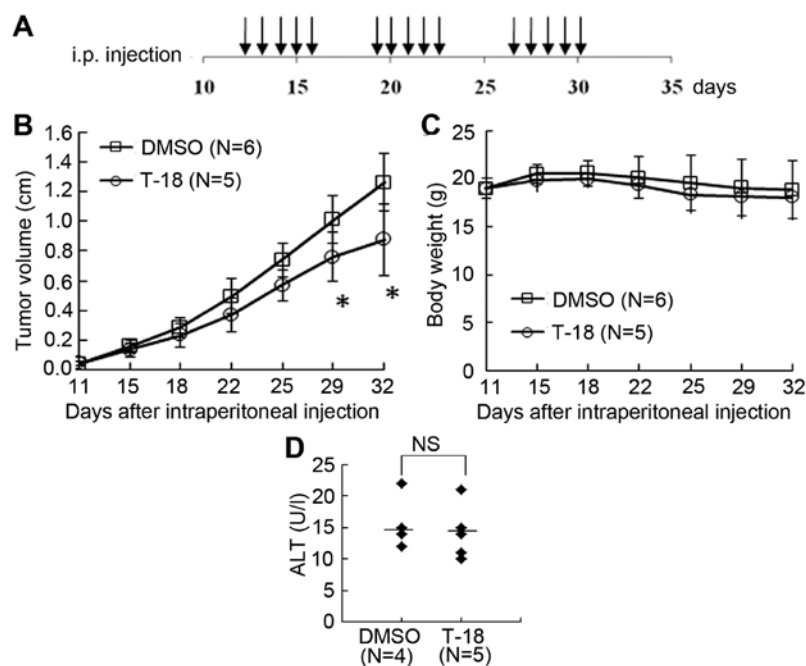 A
i.p. injection
10 15 20 25 30 35 days
B
1.6
1.4
1.2
1.0
0.8
0.6
0.4
0.2
0.0
Tumor volume (cm)
DMSO (N=6)
T-18 (N=5)
*
*
11 15 18 22 25 29 32
Days after intraperitoneal injection
C
25
20
15
10
5
0
Body weight (g)
DMSO (N=6)
T-18 (N=5)
11 15 18 22 25 29 32
Days after intraperitoneal injection
D
NS
25
20
15
10
5
0
ALT (U/l)
DMSO T-18
(N=4) (N=5)